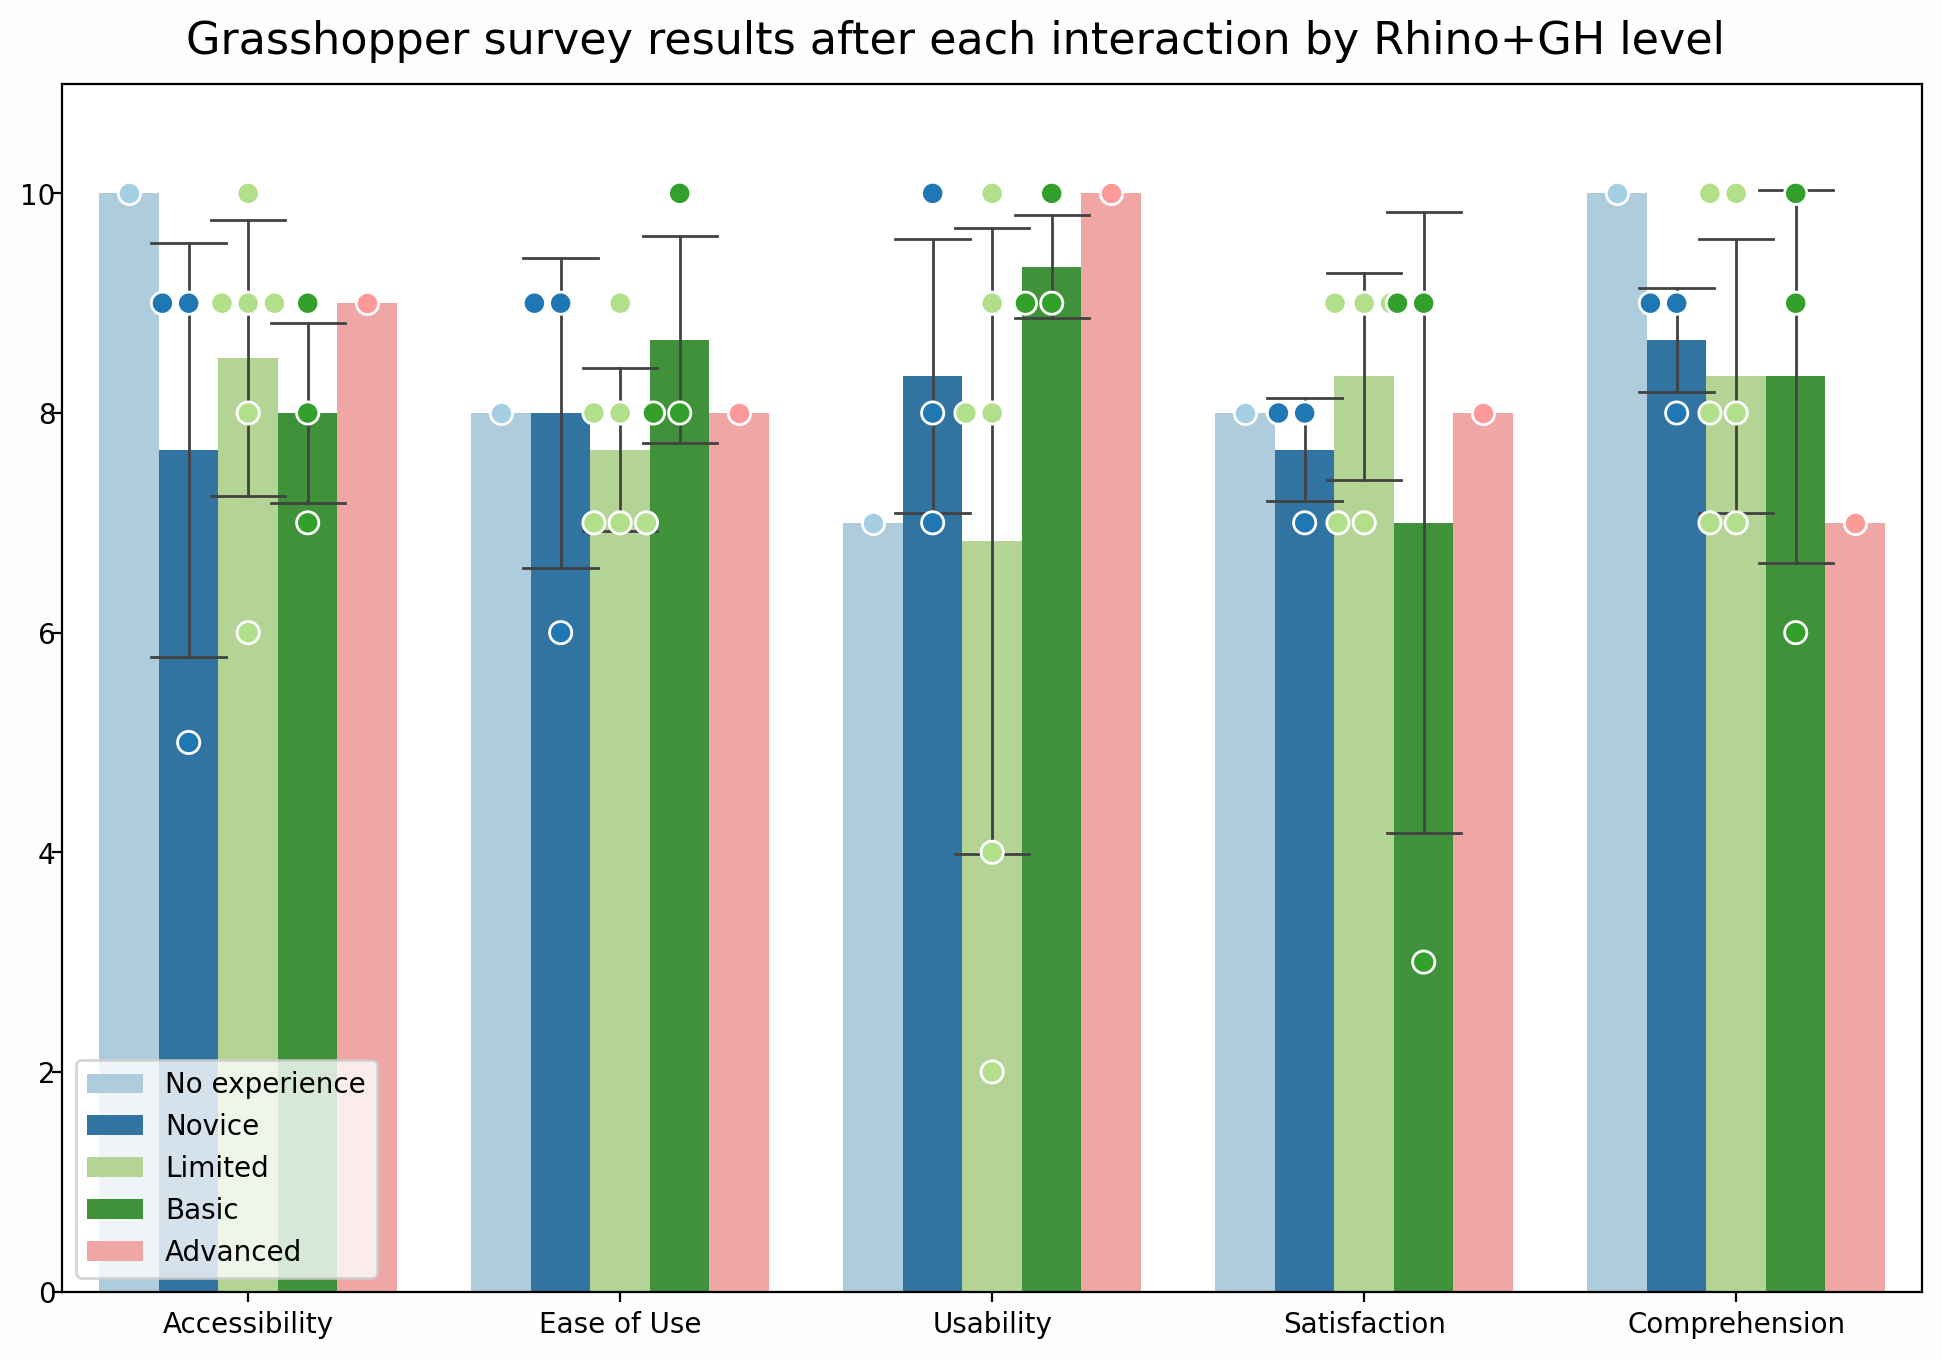 Grasshopper survey results after each interaction by Rhino+GH level
10
8
6
4
2
0
No experience
Novice
Limited
Basic
Advanced
Accessibility
Ease of Use
Usability
Satisfaction
Comprehension